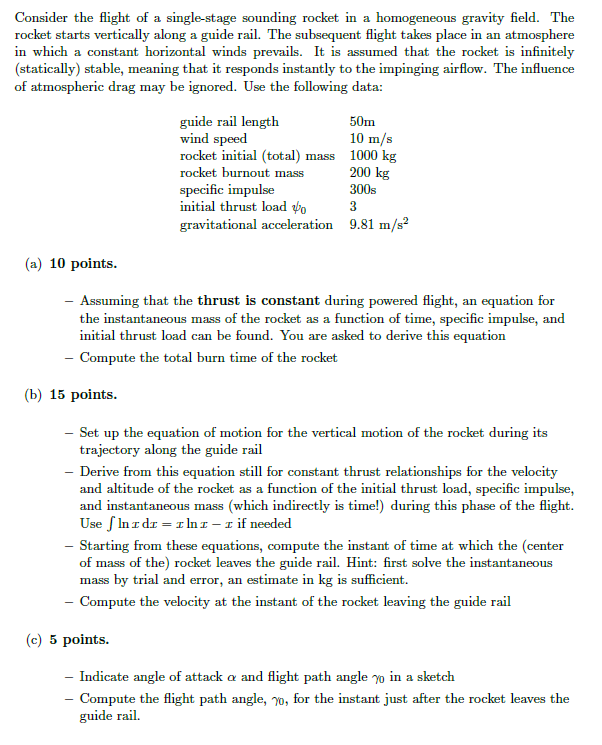 Consider the flight of a single-stage sounding rocket in a homogeneous gravity field. The
rocket starts vertically along a guide rail. The subsequent flight takes place in an atmosphere
in which a constant horizontal winds prevails. It is assumed that the rocket is infinitely
(statically) stable, meaning that it responds instantly to the impinging airflow. The influence
of atmospheric drag may be ignored. Use the following data:
guide rail length 50m
wind speed 10 m/s
rocket initial (total) mass 1000 kg
rocket burnout mass 200 kg
specific impulse 300s
initial thrust load ψ₀ 3
gravitational acceleration 9.81 m/s²
(a) 10 points.
– Assuming that the thrust is constant during powered flight, an equation for
the instantaneous mass of the rocket as a function of time, specific impulse, and
initial thrust load can be found. You are asked to derive this equation
– Compute the total burn time of the rocket
(b) 15 points.
– Set up the equation of motion for the vertical motion of the rocket during its
trajectory along the guide rail
– Derive from this equation still for constant thrust relationships for the velocity
and altitude of the rocket as a function of the initial thrust load, specific impulse,
and instantaneous mass (which indirectly is time!) during this phase of the flight.
Use ∫ ln x dx = x ln x − x if needed
– Starting from these equations, compute the instant of time at which the (center
of mass of the) rocket leaves the guide rail. Hint: first solve the instantaneous
mass by trial and error, an estimate in kg is sufficient.
– Compute the velocity at the instant of the rocket leaving the guide rail
(c) 5 points.
– Indicate angle of attack α and flight path angle γ₀ in a sketch
– Compute the flight path angle, γ₀, for the instant just after the rocket leaves the
guide rail.